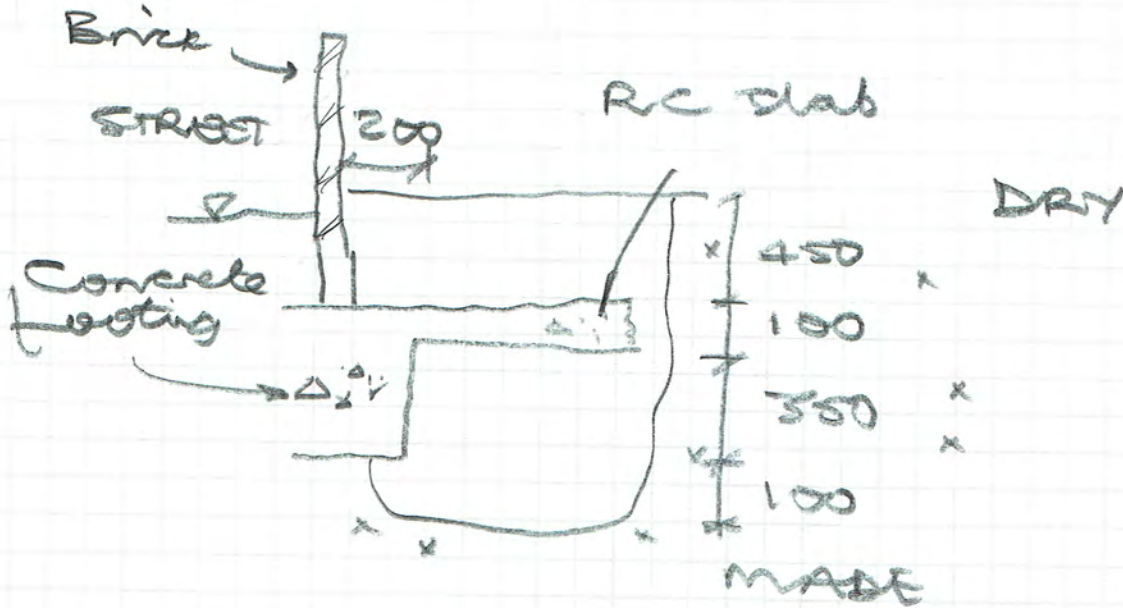 Brick
STREET
200
RC slab
DRY
Concrete
footing
450
100
350
100
MADE